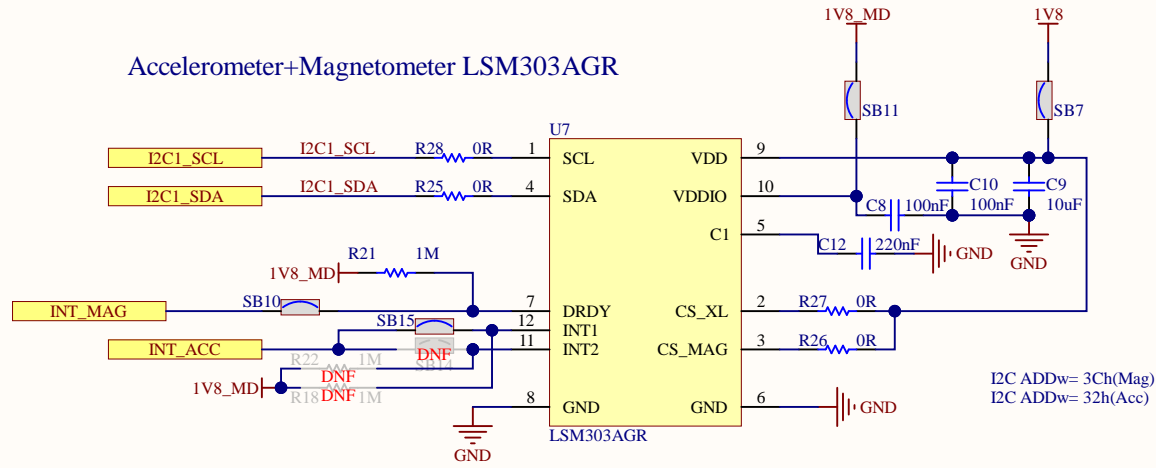 1V8_MD
1V8
Accelerometer+Magnetometer LSM303AGR
SB11
SB7
U7
I2C1_SCL
I2C1_SCL
R28
0R
1
SCL
VDD
9
I2C1_SDA
I2C1_SDA
R25
0R
4
SDA
VDDIO
10
C8
100nF
C10
100nF
C9
10uF
C1
5
C12
220nF
GND
GND
R21
1M
1V8_MD
INT_MAG
SB10
7
DRDY
CS_XL
2
R27
0R
SB15
12
INT1
INT_ACC
DNF
SB14
11
INT2
CS_MAG
3
R26
0R
R22
1M
DNF
1V8_MD
R18
DNF
1M
I2C ADDw= 3Ch(Mag)
I2C ADDw= 32h(Acc)
8
GND
GND
6
GND
LSM303AGR
GND